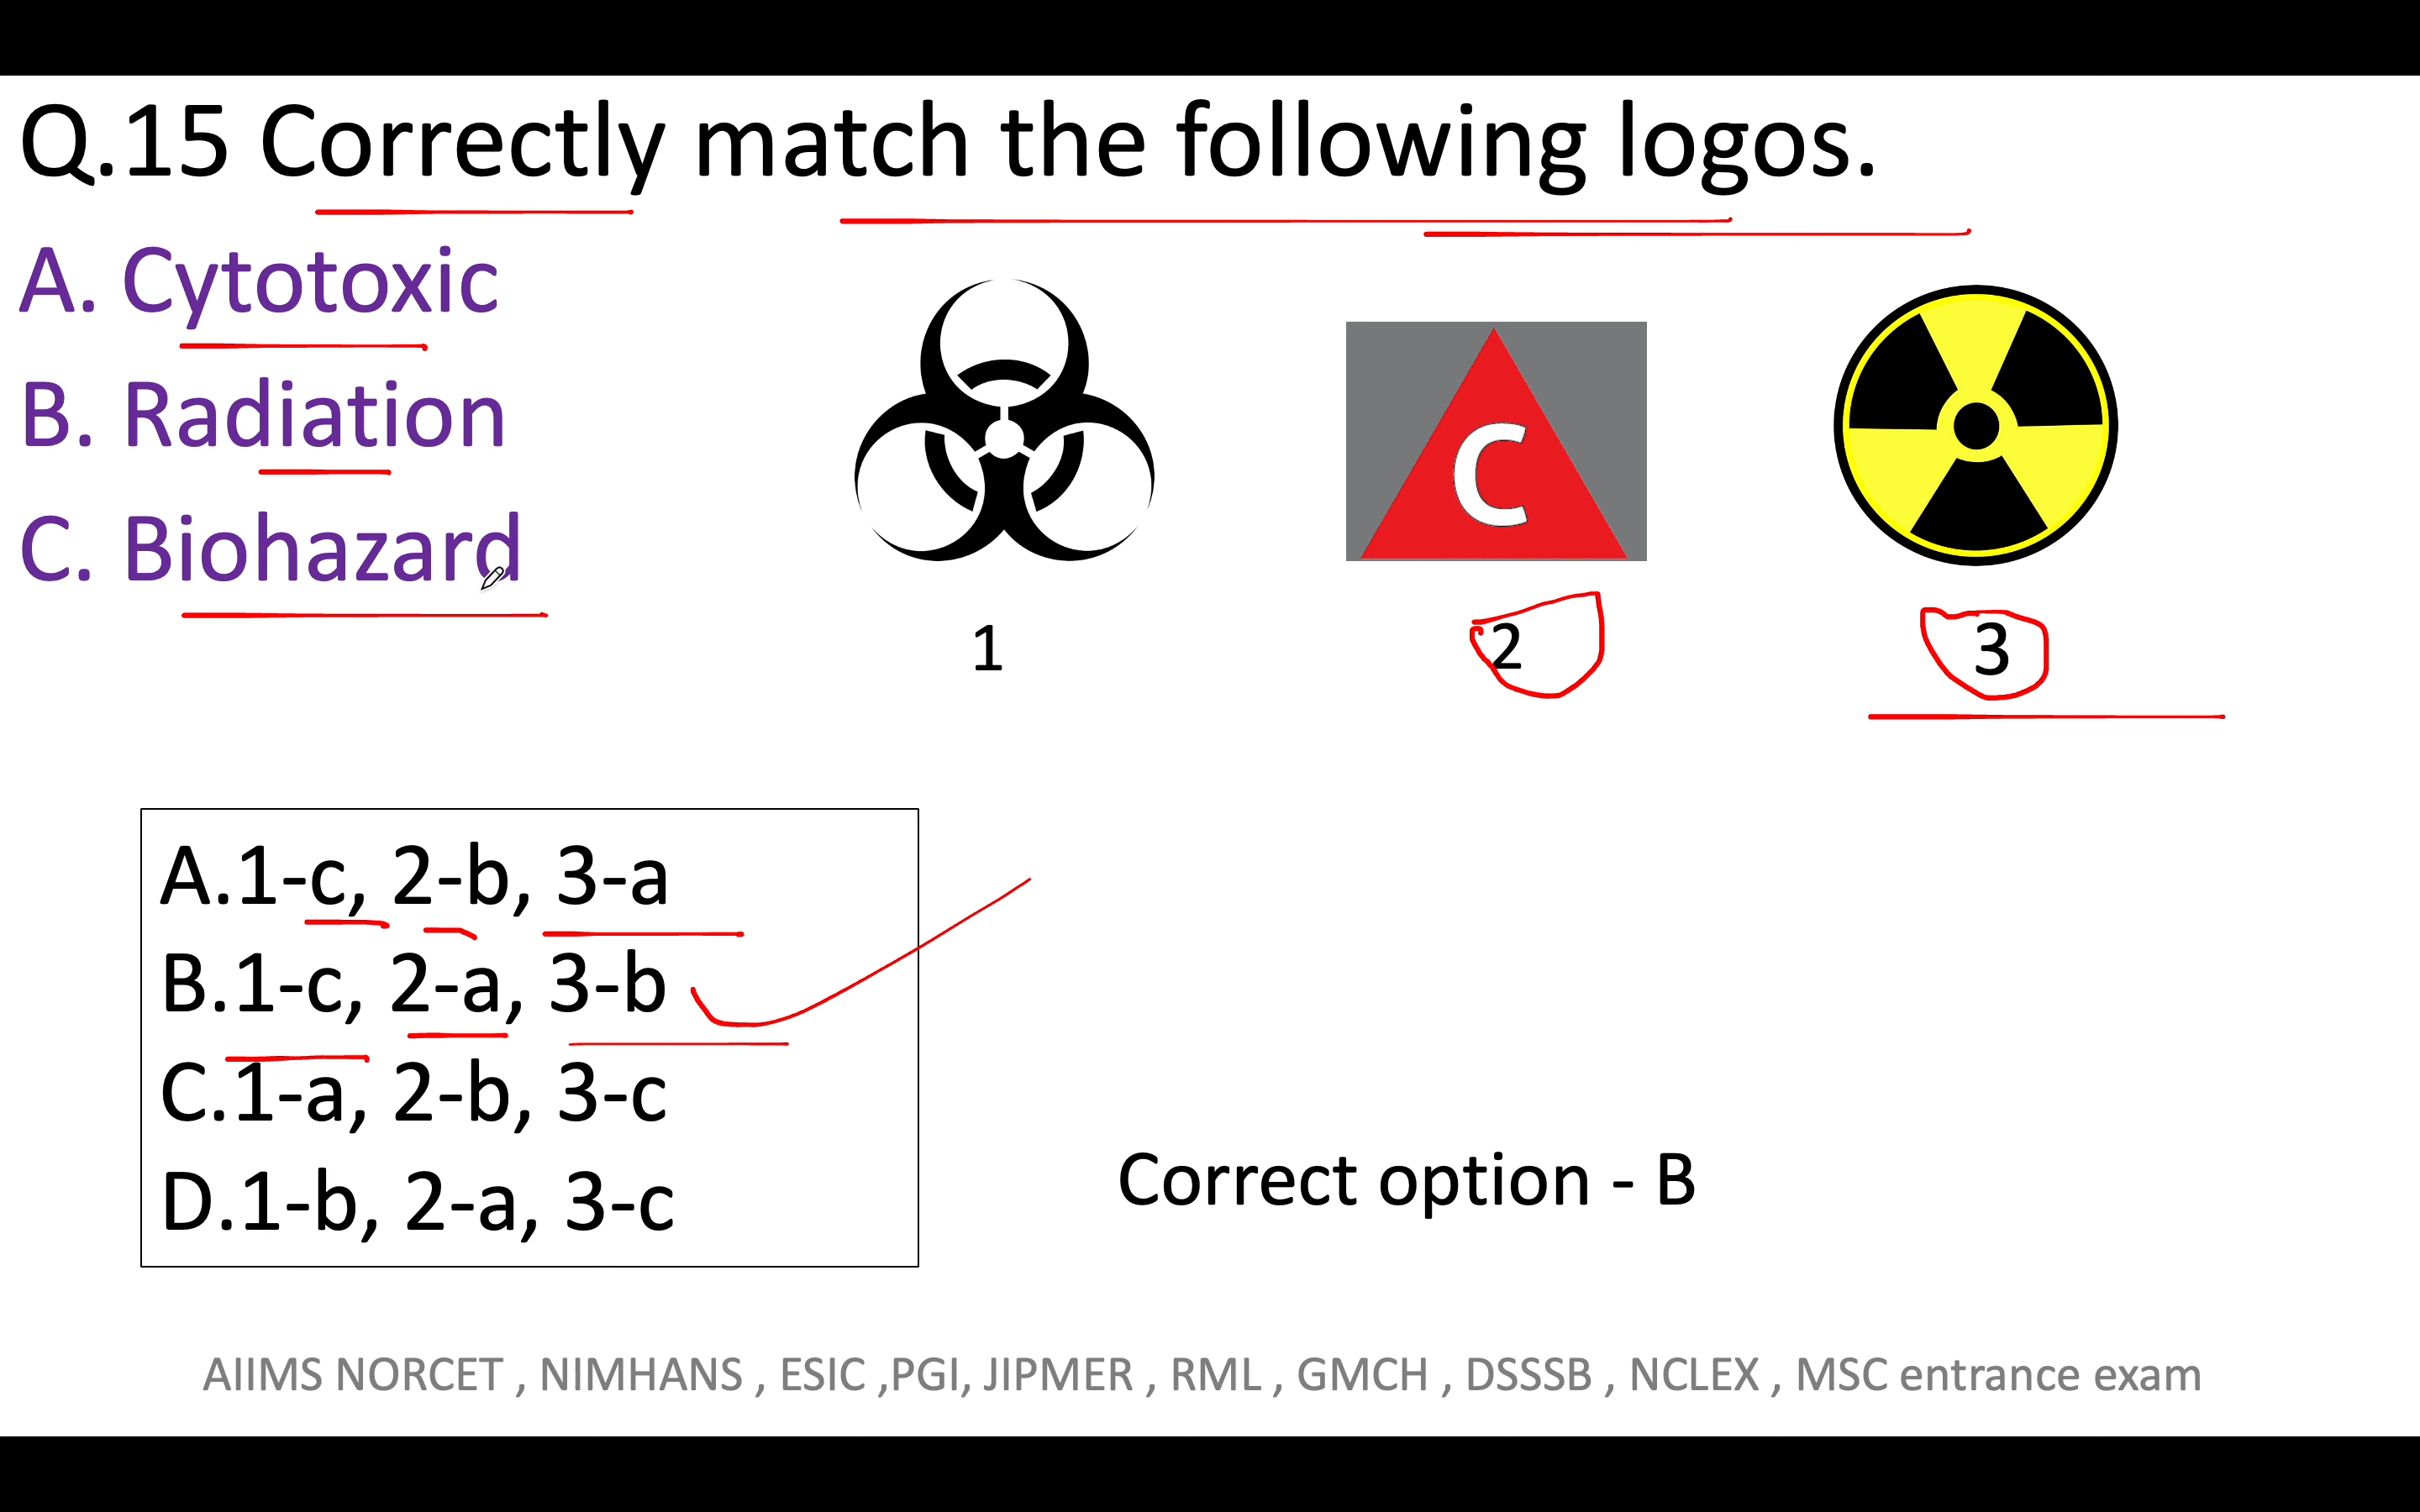 Q.15 Correctly match the following logos.
A. Cytotoxic
B. Radiation
C. Biohazard
C
1
2
3
A.1-c, 2-b, 3-a
B.1-c, 2-a, 3-b
C.1-a, 2-b, 3-c
D.1-b, 2-a, 3-c
Correct option - B
AIIMS NORCET , NIMHANS , ESIC ,PGI, JIPMER , RML , GMCH , DSSSB , NCLEX , MSC entrance exam